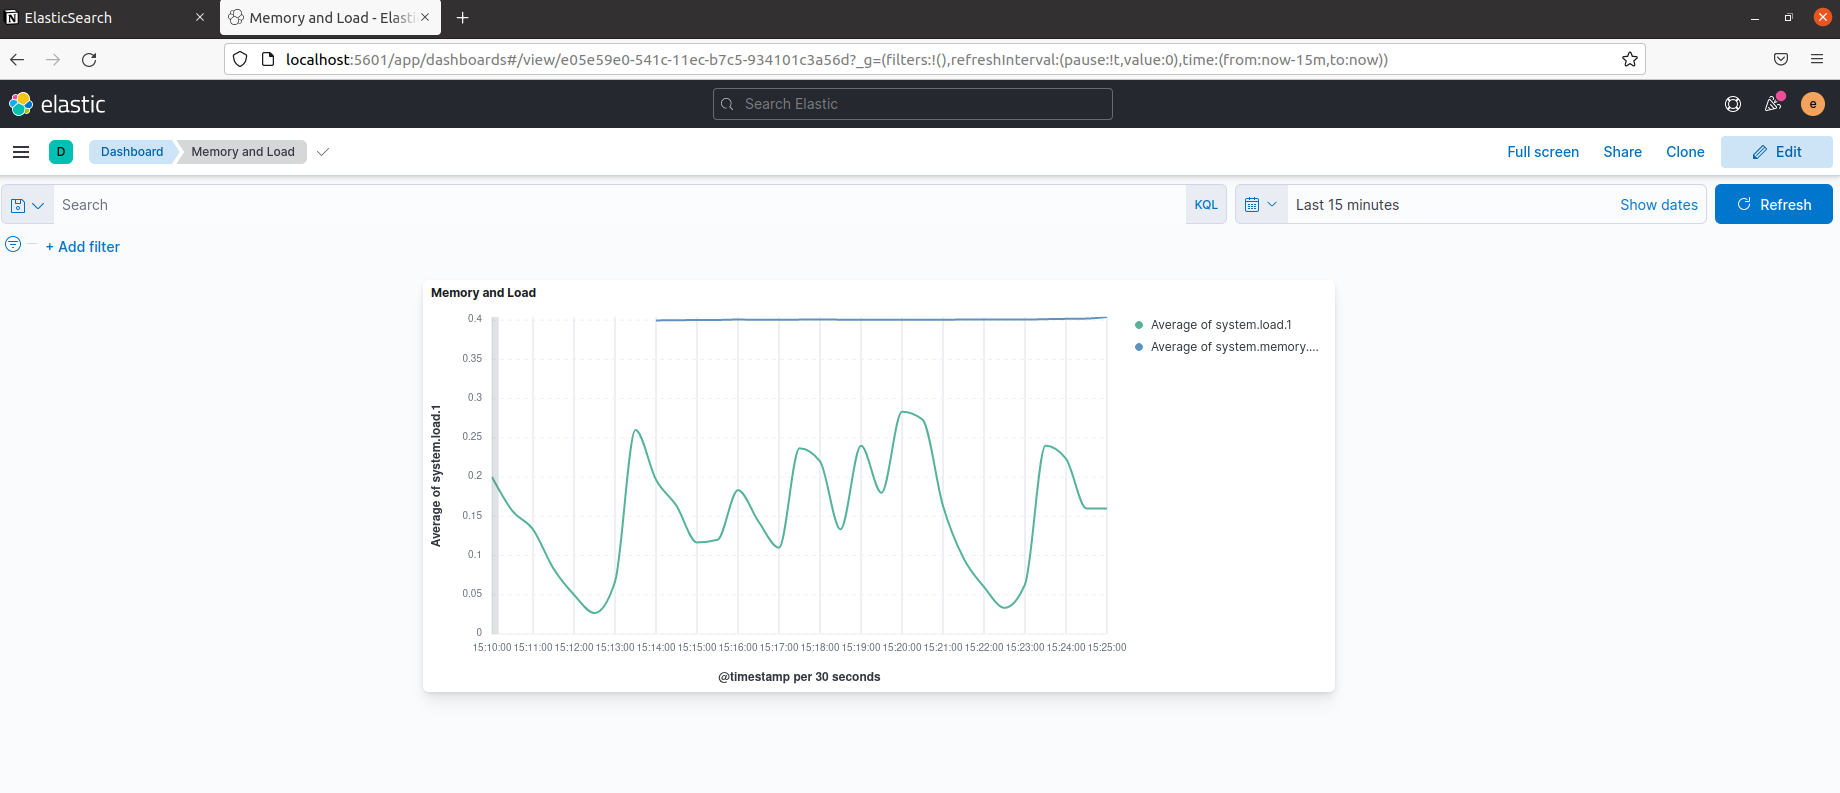 ElasticSearch
Memory and Load - Elasti
localhost:5601/app/dashboards#/view/e05e59e0-541c-11ec-b7c5-934101c3a56d?_g=(filters:!(),refreshInterval:(pause:!t,value:0),time:(from:now-15m,to:now))
elastic
Search Elastic
e
D
Dashboard
Memory and Load
Full screen
Share
Clone
Edit
Search
KQL
Last 15 minutes
Show dates
Refresh
+ Add filter
Memory and Load
Average of system.load.1
0.4
0.35
0.3
0.25
0.2
0.15
0.1
0.05
0
15:10:00 15:11:00 15:12:00 15:13:00 15:14:00 15:15:00 15:16:00 15:17:00 15:18:00 15:19:00 15:20:00 15:21:00 15:22:00 15:23:00 15:24:00 15:25:00
@timestamp per 30 seconds
Average of system.load.1
Average of system.memory....